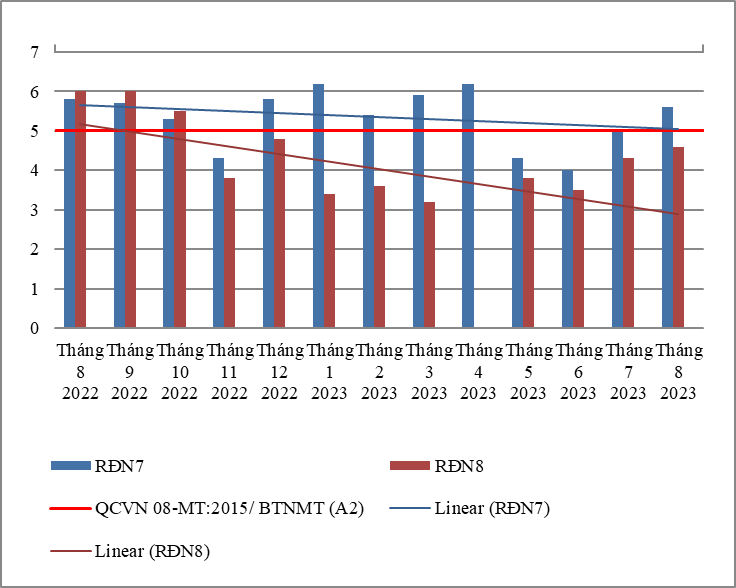 7
6
5
4
3
2
1
0
Tháng Tháng Tháng Tháng Tháng Tháng Tháng Tháng Tháng Tháng Tháng Tháng Tháng
8 9 10 11 12 1 2 3 4 5 6 7 8
2022 2022 2022 2022 2022 2023 2023 2023 2023 2023 2023 2023 2023
RĐN7 RĐN8
QCVN 08-MT:2015/ BTNMT (A2) Linear (RĐN7)
Linear (RĐN8)